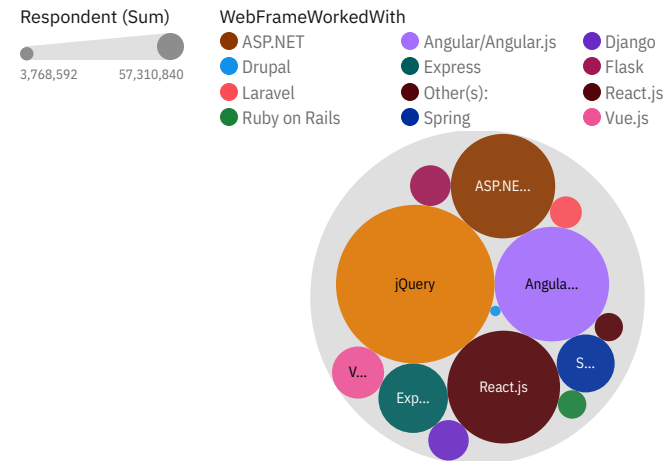 Respondent (Sum)
3,768,592 57,310,840
WebFrameWorkedWith
ASP.NET Angular/Angular.js Django
Drupal Express Flask
Laravel Other(s): React.js
Ruby on Rails Spring Vue.js
ASP.NE...
jQuery
Angula...
S...
V...
React.js
Exp...